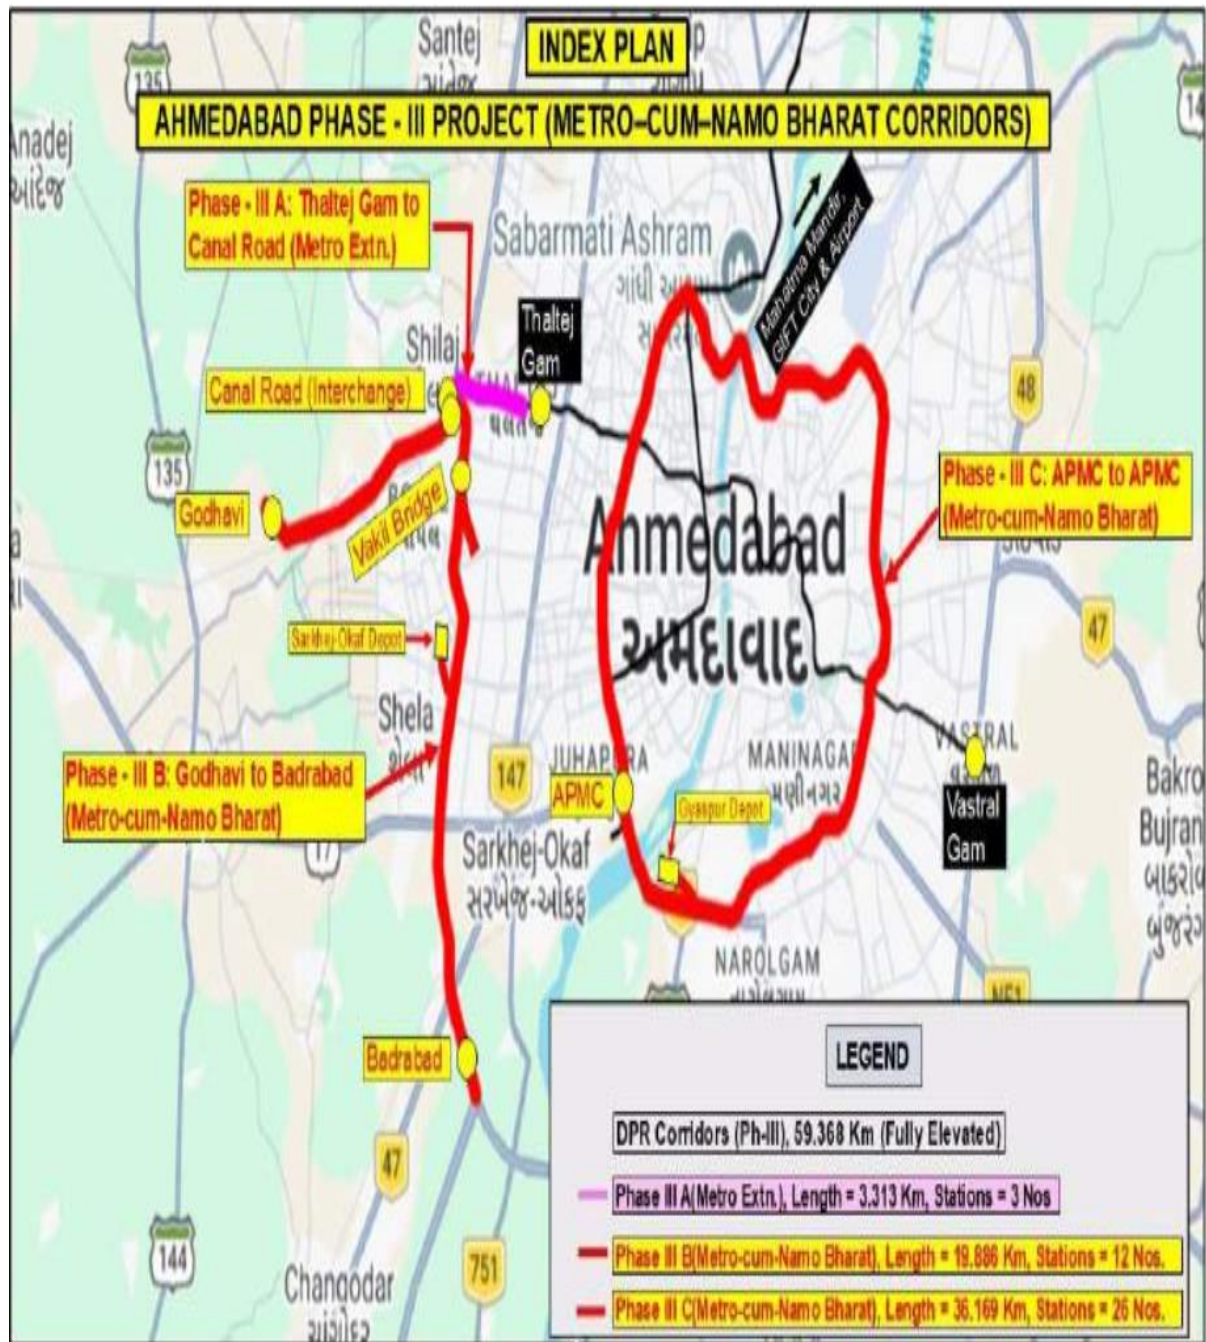 INDEX PLAN
AHMEDABAD PHASE - III PROJECT (METRO–CUM–NAMO BHARAT CORRIDORS)
Santej
135
Phase - III A: Thaltej Gam to
Canal Road (Metro Extn.)
Sabarmati Ashram
Mahatma Mandir,
GIFT City & Airport
Thaltej
Gam
Shilaj
Canal Road (Interchange)
48
135
Phase - III C: APMC to APMC
(Metro-cum-Namo Bharat)
Godhavi
Vakil Bridge
Ahmedabad
અમદાવાદ
47
Sarkhej-Okaf Depot
Shela
Phase - III B: Godhavi to Badrabad
(Metro-cum-Namo Bharat)
147
APMC
MANINAGAR
મણીનગર
Gyaspur Depot
Vastral
Gam
Sarkhej-Okaf
સરખેજ-ઓકફ
NAROLGAM
Badrabad
47
144
751
Changodar
LEGEND
DPR Corridors (Ph-III), 59.368 Km (Fully Elevated)
Phase III A(Metro Extn.), Length = 3.313 Km, Stations = 3 Nos
Phase III B(Metro-cum-Namo Bharat), Length = 19.886 Km, Stations = 12 Nos.
Phase III C(Metro-cum-Namo Bharat), Length = 36.169 Km, Stations = 26 Nos.